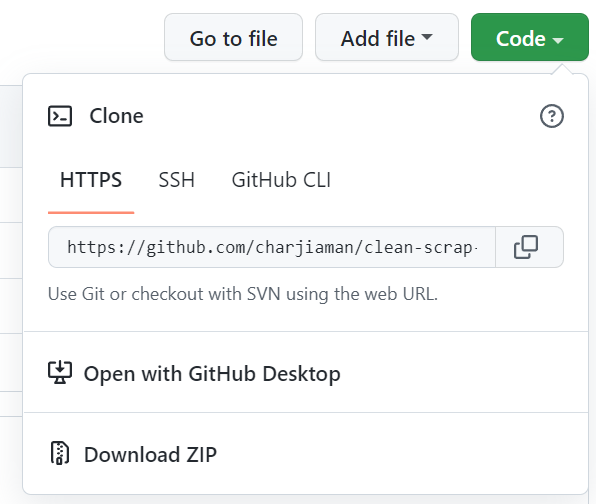 Go to file Add file Code
Clone
HTTPS SSH GitHub CLI
https://github.com/charjiaman/clean-scrap-
Use Git or checkout with SVN using the web URL.
Open with GitHub Desktop
Download ZIP